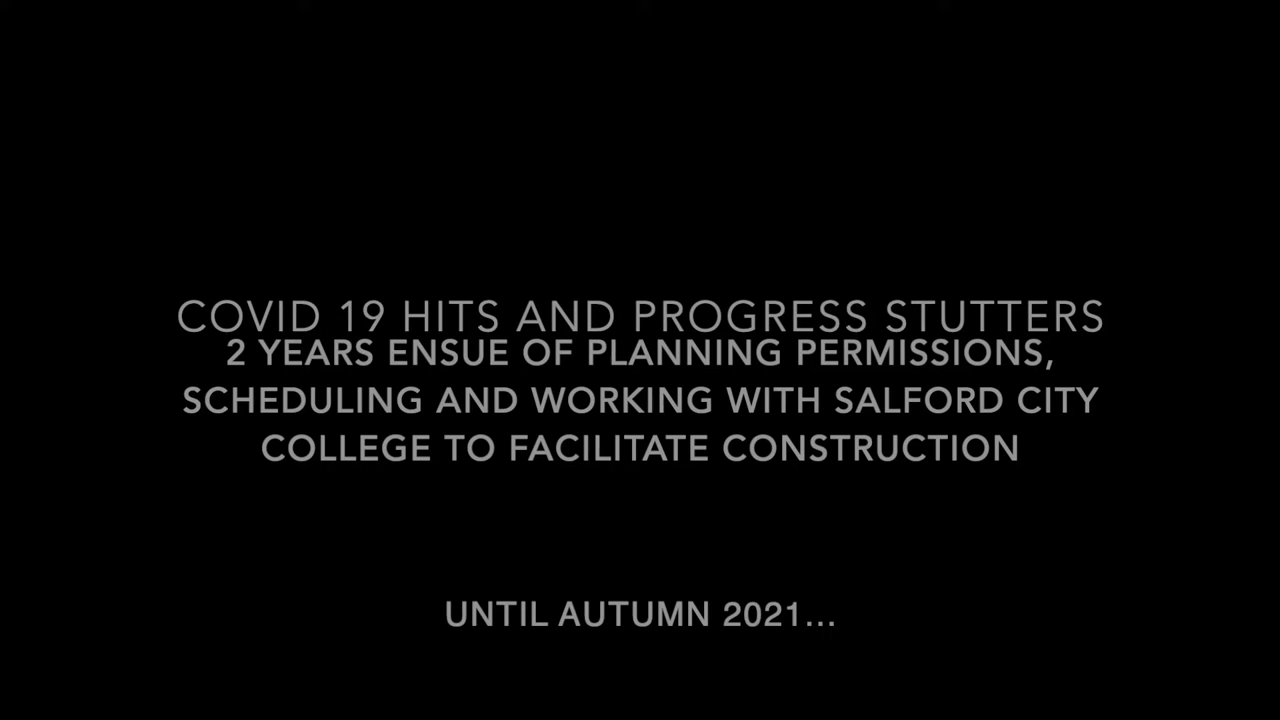 COVID 19 HITS AND PROGRESS STUTTERS
2 YEARS ENSUE OF PLANNING PERMISSIONS,
SCHEDULING AND WORKING WITH SALFORD CITY
COLLEGE TO FACILITATE CONSTRUCTION
UNTIL AUTUMN 2021...